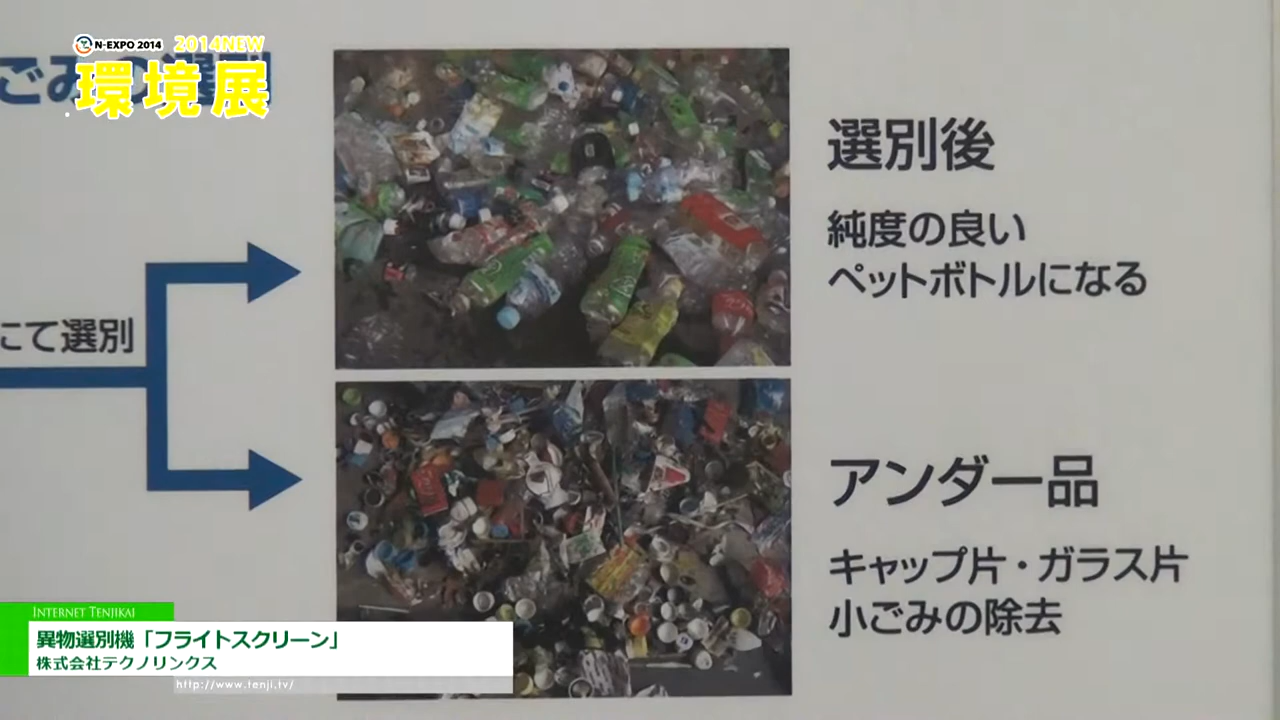 N-EXPO 2014 2014NEW
環境展
選別後
純度の良い
ペットボトルになる
にて選別
アンダー品
キャップ片・ガラス片
小ごみの除去
INTERNET TENJIKAI
異物選別機「フライトスクリーン」
株式会社テクノリンクス
http://www.tenji.tv/